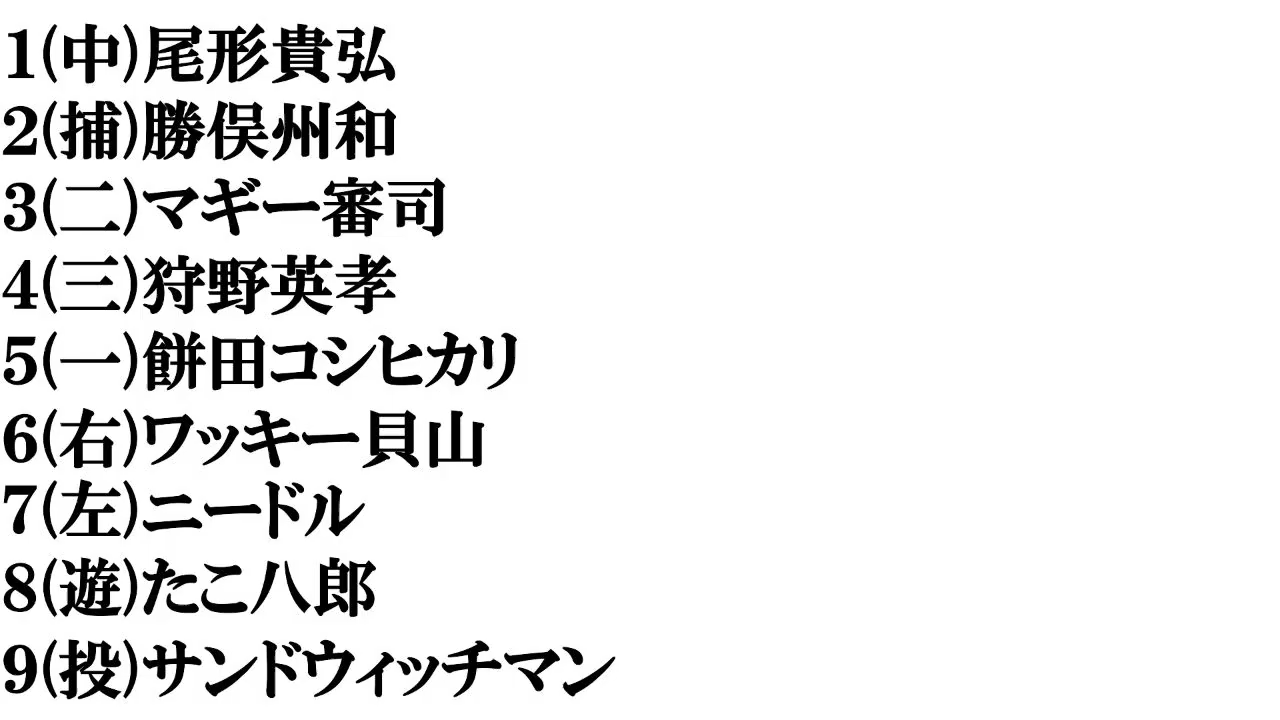 1(中)尾形貴弘
2(捕)勝俣州和
3(二)マギー審司
4(三)狩野英孝
5(一)餅田コシヒカリ
6(右)ワッキー貝山
7(左)ニードル
8(遊)たこ八郎
9(投)サンドウィッチマン